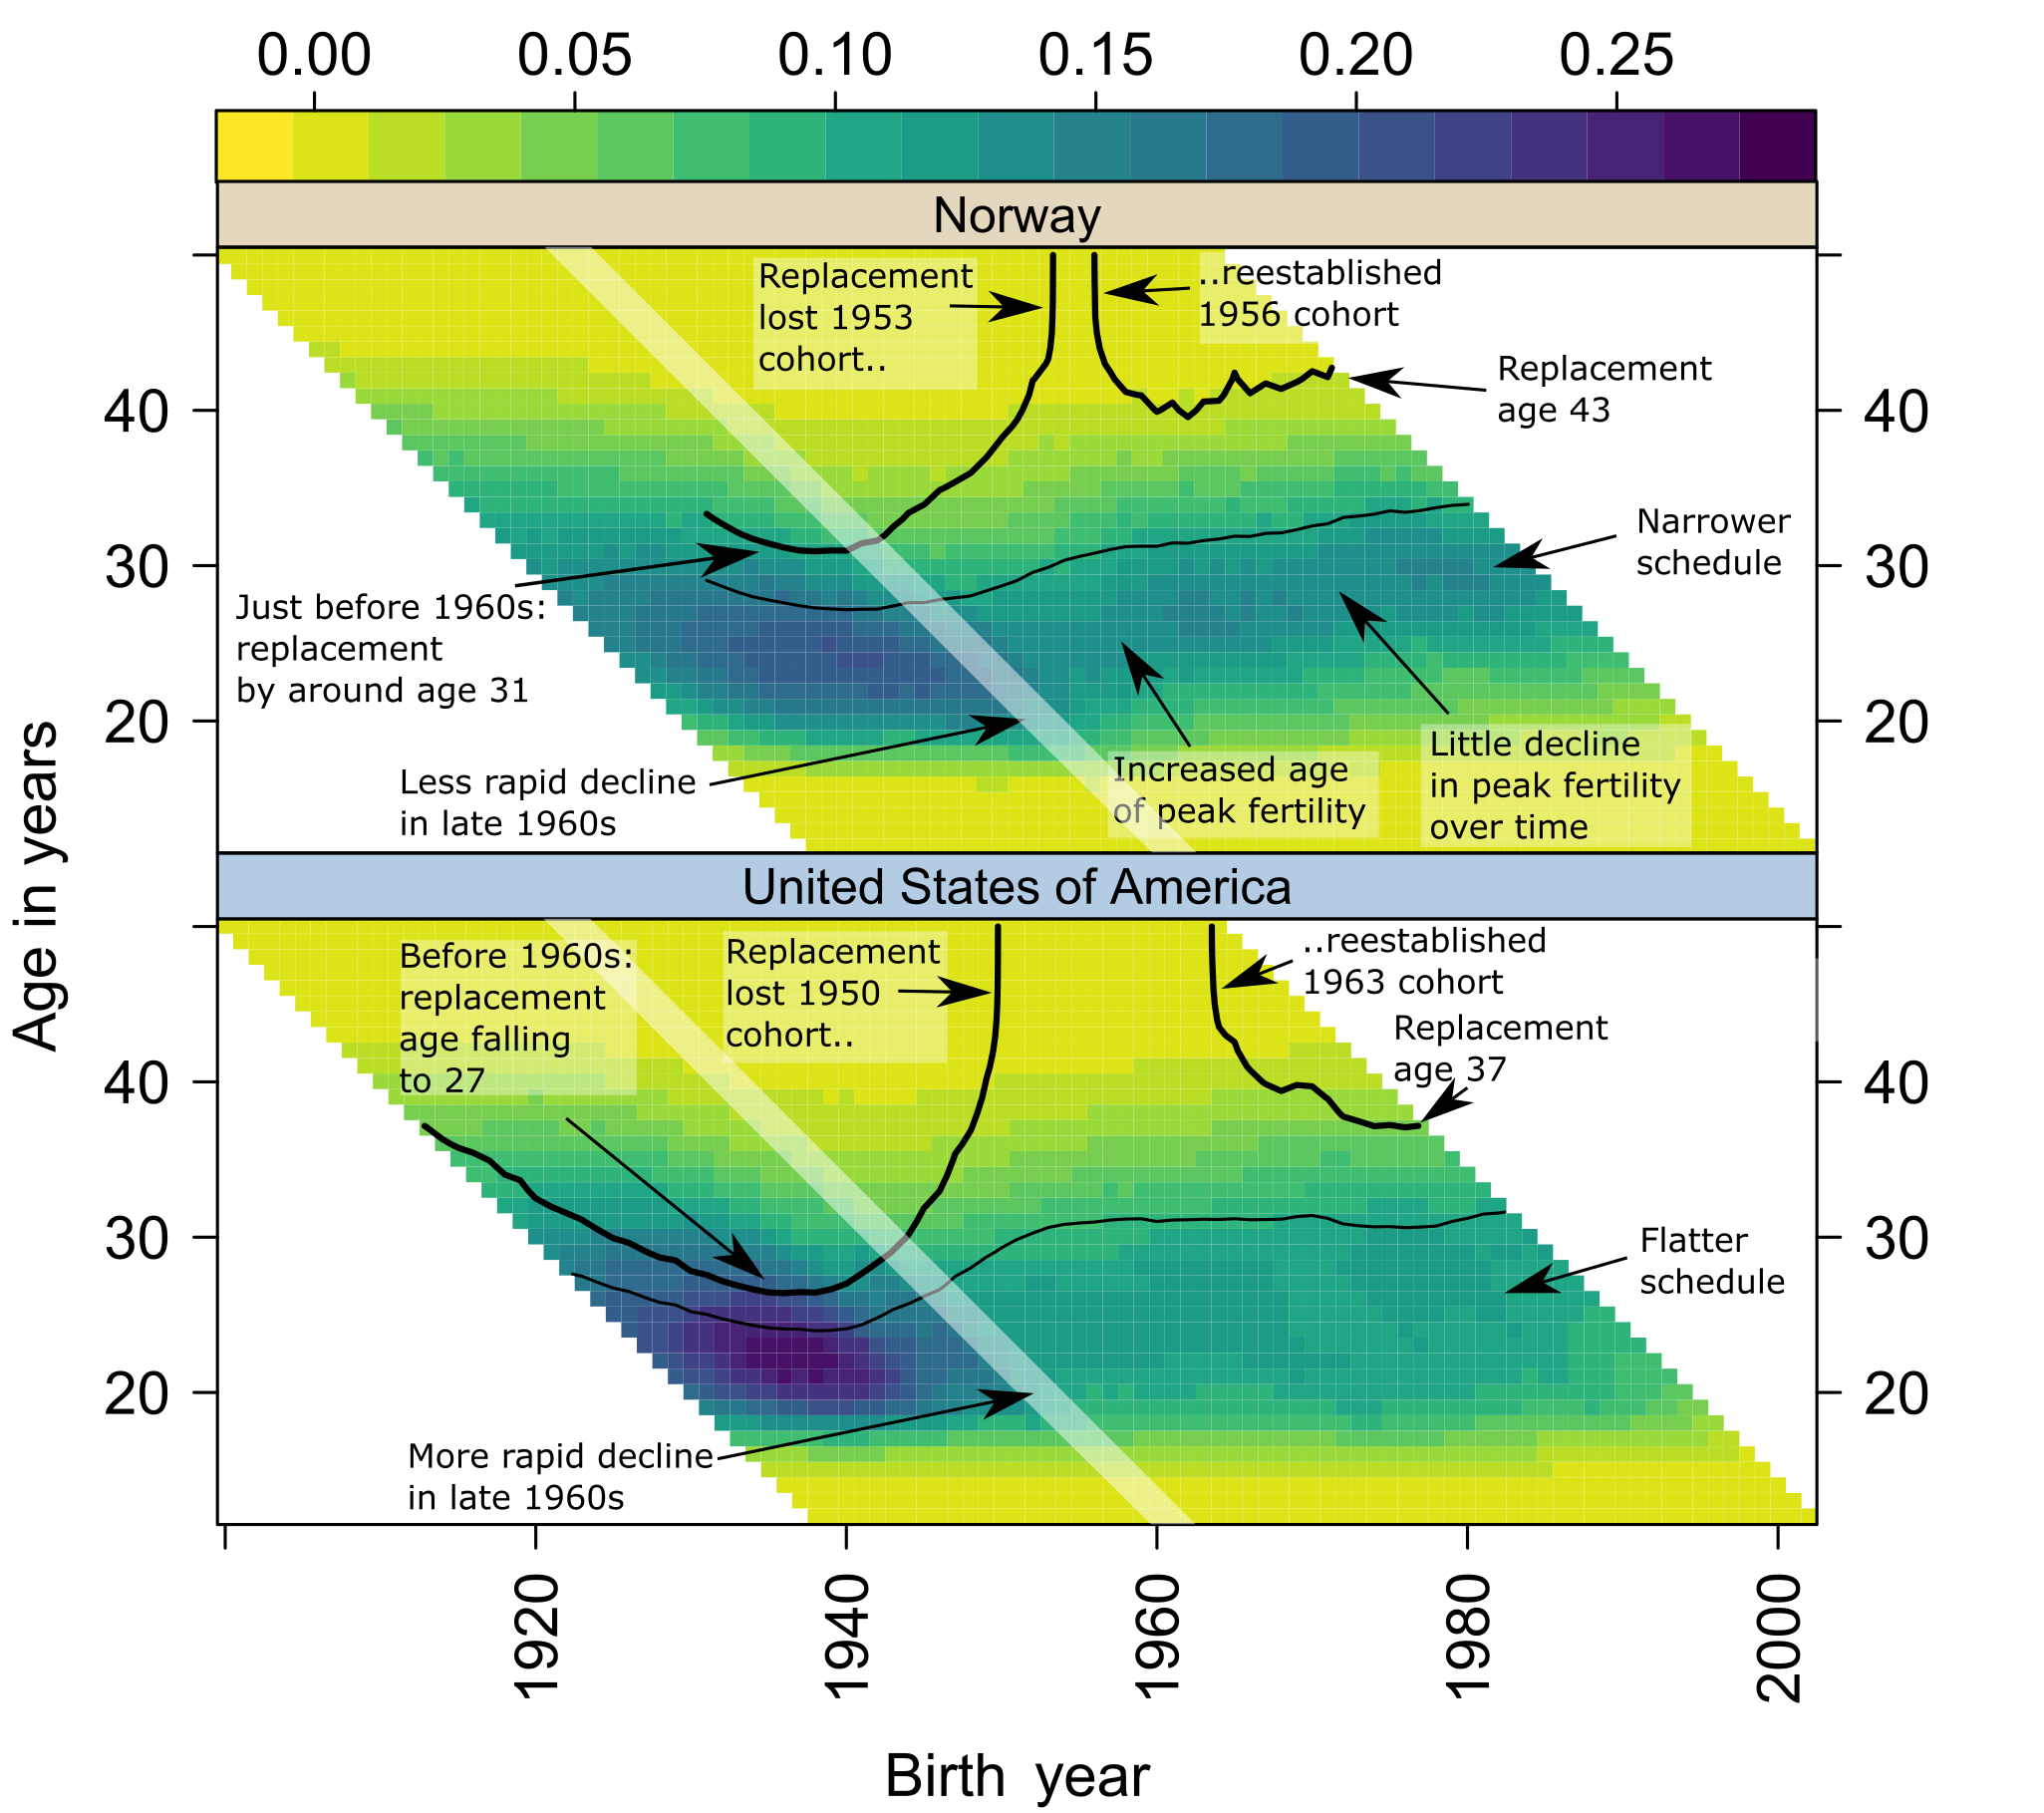 0.00 0.05 0.10 0.15 0.20 0.25
Norway
Replacement
lost 1953
cohort..
..reestablished
1956 cohort
Replacement
age 43
Narrower
schedule
Just before 1960s:
replacement
by around age 31
Less rapid decline
in late 1960s
Increased age
of peak fertility
Little decline
in peak fertility
over time
40
30
20
40
30
20
United States of America
Before 1960s:
replacement
age falling
to 27
Replacement
lost 1950
cohort..
..reestablished
1963 cohort
Replacement
age 37
Flatter
schedule
More rapid decline
in late 1960s
40
30
20
40
30
20
Age in years
1920
1940
1960
1980
2000
Birth year